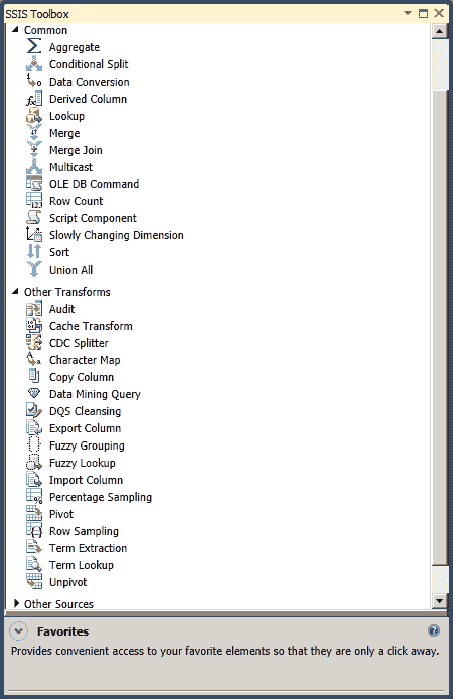 SSIS Toolbox
Common
Aggregate
Conditional Split
Data Conversion
Derived Column
Lookup
Merge
Merge Join
Multicast
OLE DB Command
Row Count
Script Component
Slowly Changing Dimension
Sort
Union All
Other Transforms
Audit
Cache Transform
CDC Splitter
Character Map
Copy Column
Data Mining Query
DQS Cleansing
Export Column
Fuzzy Grouping
Fuzzy Lookup
Import Column
Percentage Sampling
Pivot
Row Sampling
Term Extraction
Term Lookup
Unpivot
Other Sources
Favorites
Provides convenient access to your favorite elements so that they are only a click away.